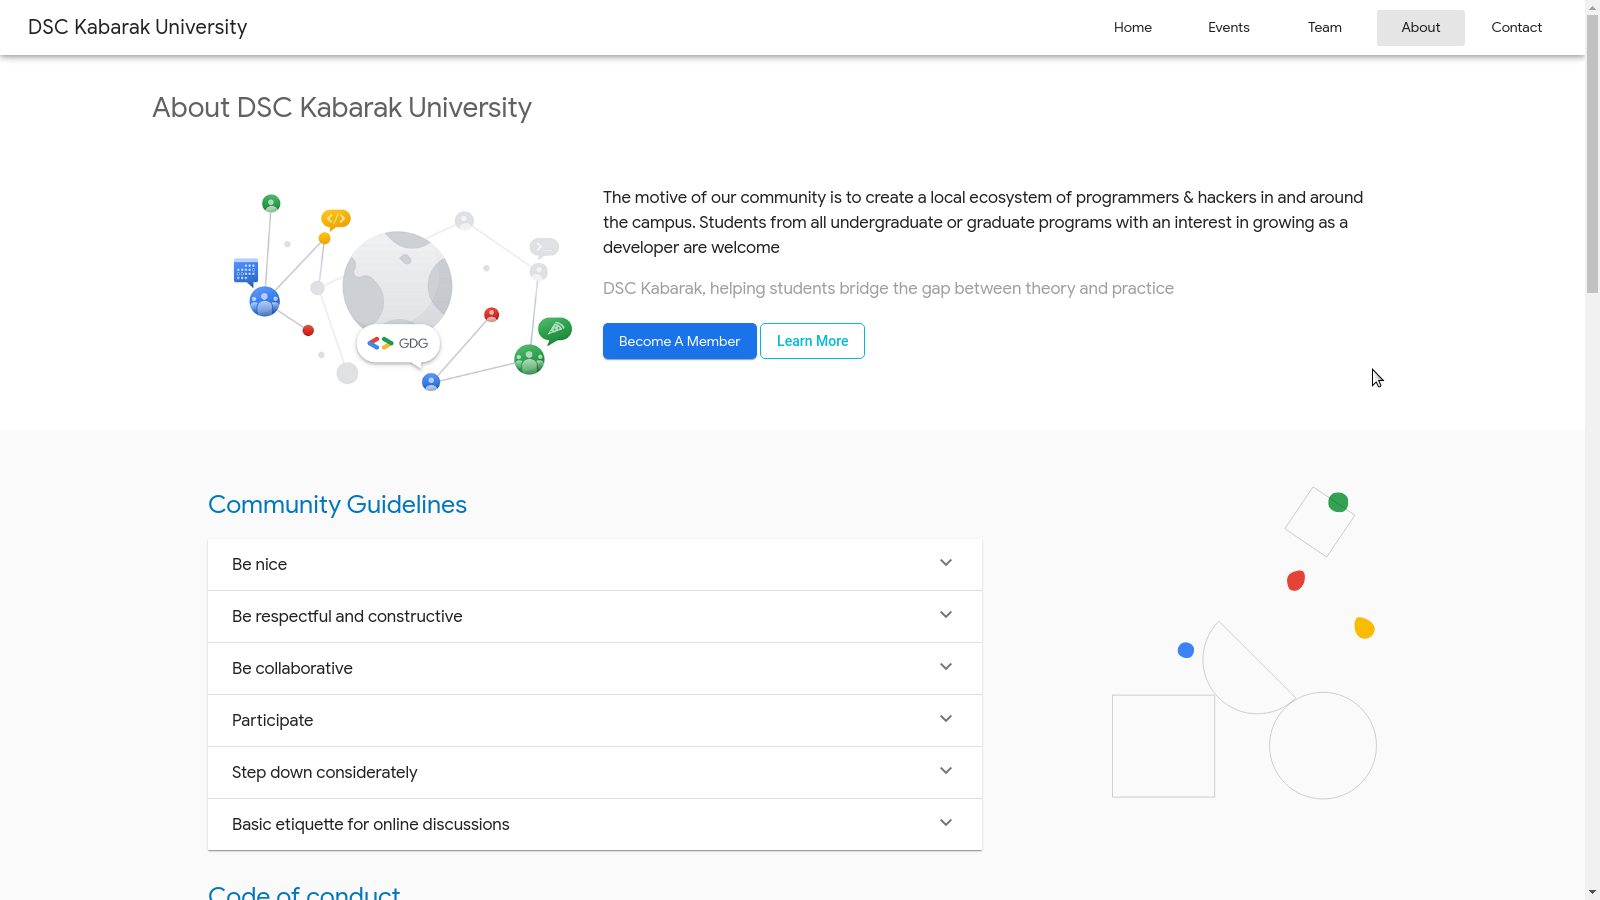 DSC Kabarak University
Home
Events
Team
About
Contact
About DSC Kabarak University
GDG
The motive of our community is to create a local ecosystem of programmers & hackers in and around
the campus. Students from all undergraduate or graduate programs with an interest in growing as a
developer are welcome
DSC Kabarak, helping students bridge the gap between theory and practice
Become A Member
Learn More
Community Guidelines
Be nice
Be respectful and constructive
Be collaborative
Participate
Step down considerately
Basic etiquette for online discussions
Code of conduct